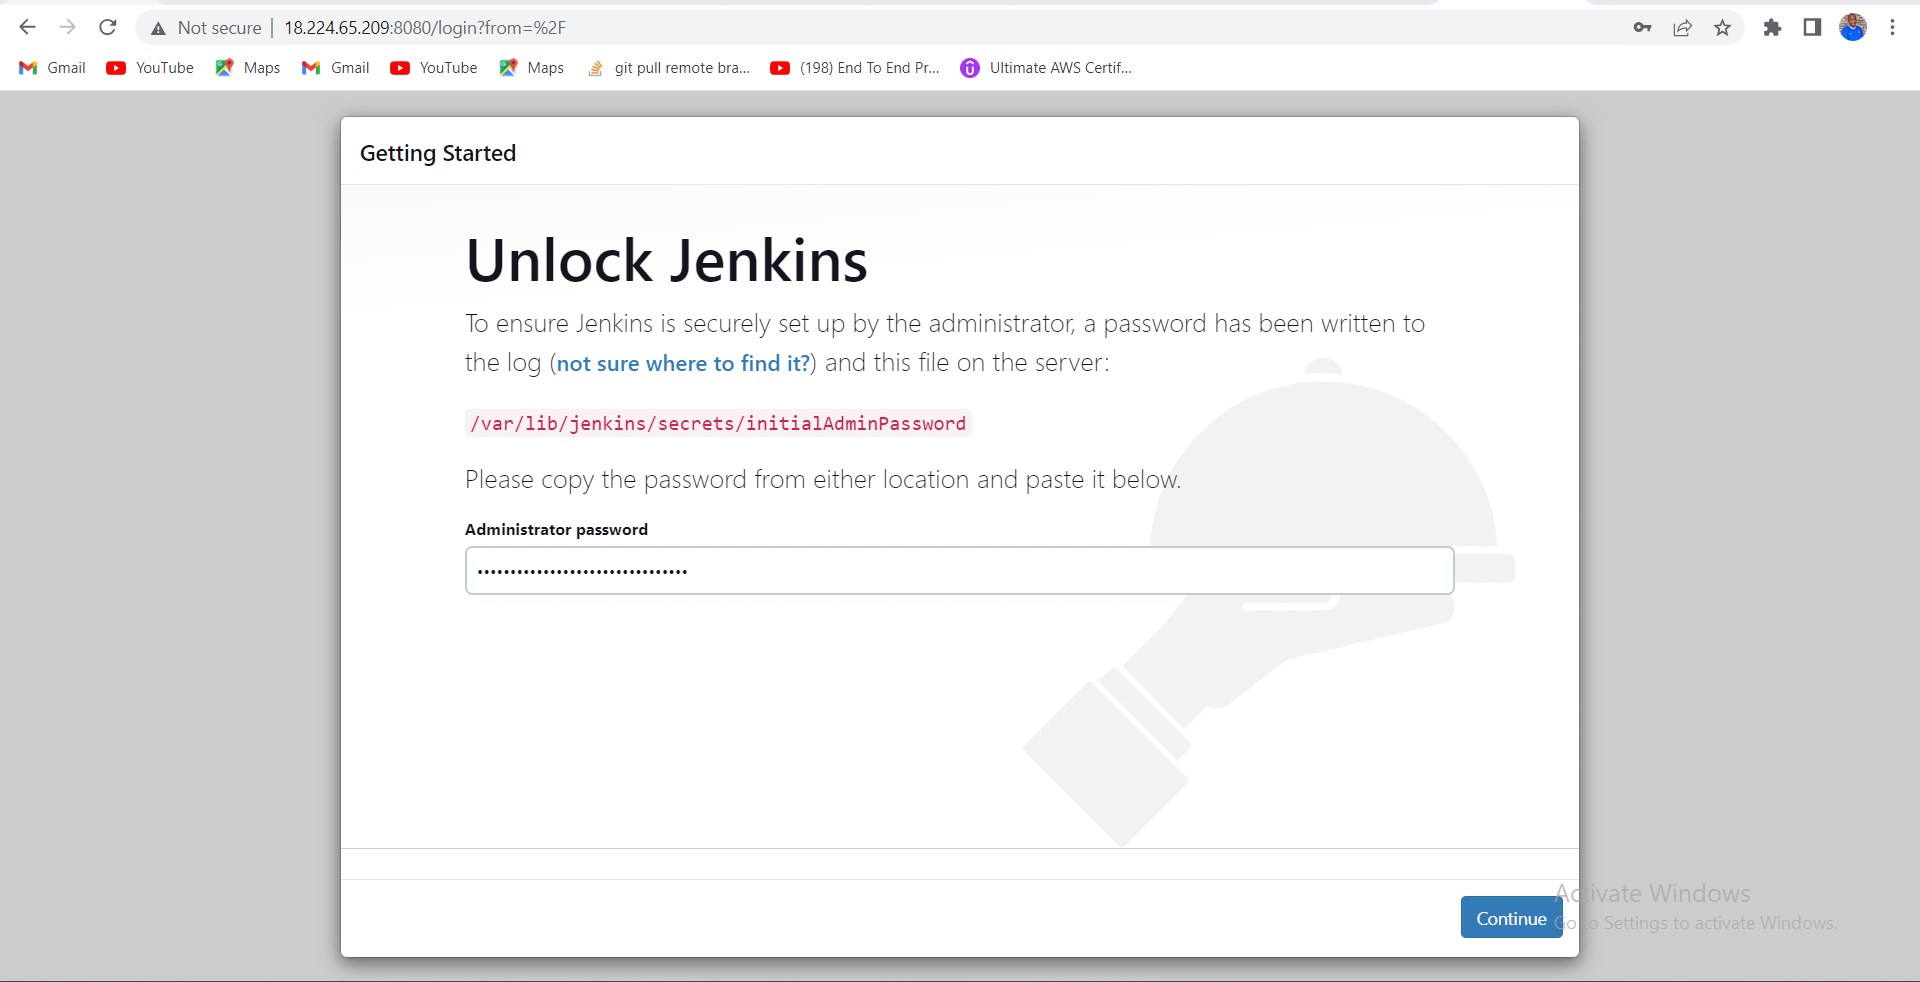 Not secure | 18.224.65.209:8080/login?from=%2F
Gmail YouTube Maps Gmail YouTube Maps git pull remote bra... (198) End To End Pr... Ultimate AWS Certif...
Getting Started
Unlock Jenkins
To ensure Jenkins is securely set up by the administrator, a password has been written to
the log (not sure where to find it?) and this file on the server:
/var/lib/jenkins/secrets/initialAdminPassword
Please copy the password from either location and paste it below.
Administrator password
••••••••••••••••••••••••••••••••
Continue
Activate Windows
Go to Settings to activate Windows.